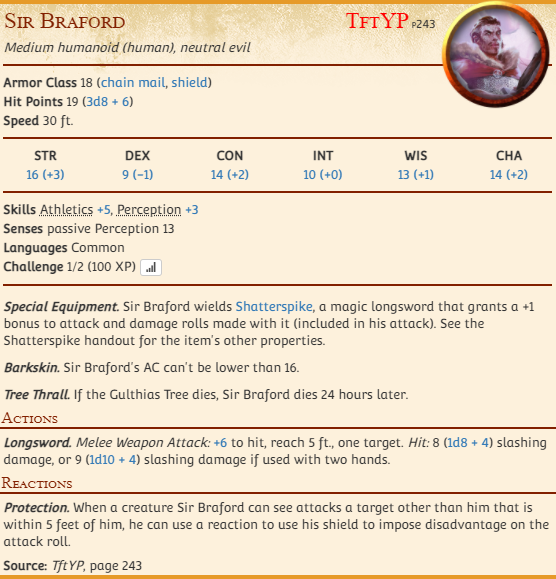 Sir Braford TftYP p243
Medium humanoid (human), neutral evil
Armor Class 18 (chain mail, shield)
Hit Points 19 (3d8 + 6)
Speed 30 ft.
STR DEX CON INT WIS CHA
16 (+3) 9 (−1) 14 (+2) 10 (+0) 13 (+1) 14 (+2)
Skills Athletics +5, Perception +3
Senses passive Perception 13
Languages Common
Challenge 1/2 (100 XP)
Special Equipment. Sir Braford wields Shatterspike, a magic longsword that grants a +1
bonus to attack and damage rolls made with it (included in his attack). See the
Shatterspike handout for the item's other properties.
Barkskin. Sir Braford's AC can't be lower than 16.
Tree Thrall. If the Gulthias Tree dies, Sir Braford dies 24 hours later.
Actions
Longsword. Melee Weapon Attack: +6 to hit, reach 5 ft., one target. Hit: 8 (1d8 + 4) slashing
damage, or 9 (1d10 + 4) slashing damage if used with two hands.
Reactions
Protection. When a creature Sir Braford can see attacks a target other than him that is
within 5 feet of him, he can use a reaction to use his shield to impose disadvantage on the
attack roll.
Source: TftYP, page 243